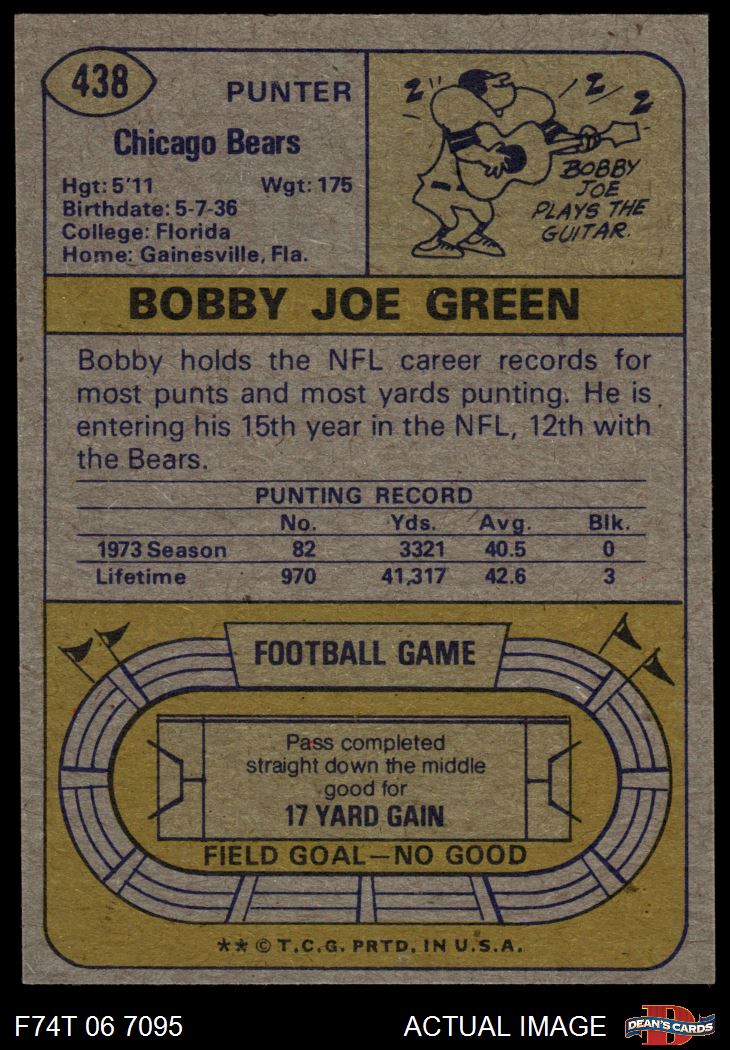 438
PUNTER
Chicago Bears
Hgt: 5'11 Wgt: 175
Birthdate: 5-7-36
College: Florida
Home: Gainesville, Fla.
Z Z Z
BOBBY
JOE
PLAYS THE
GUITAR.
BOBBY JOE GREEN
Bobby holds the NFL career records for
most punts and most yards punting. He is
entering his 15th year in the NFL, 12th with
the Bears.
PUNTING RECORD
No. Yds. Avg. Blk.
1973 Season 82 3321 40.5 0
Lifetime 970 41,317 42.6 3
FOOTBALL GAME
Pass completed
straight down the middle
good for
17 YARD GAIN
FIELD GOAL—NO GOOD
** © T.C.G. PRTD. IN U.S.A.
F74T 06 7095 ACTUAL IMAGE
D
DEAN'S CARDS